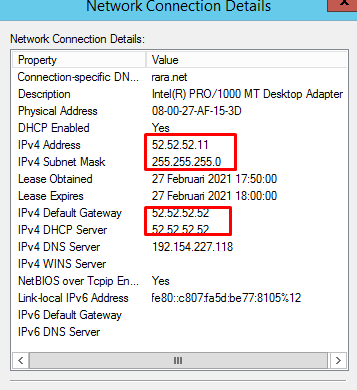 Network Connection Details
Network Connection Details:
Property Value
Connection-specific DN... rara.net
Description Intel(R) PRO/1000 MT Desktop Adapter
Physical Address 08-00-27-AF-15-3D
DHCP Enabled Yes
IPv4 Address 52.52.52.11
IPv4 Subnet Mask 255.255.255.0
Lease Obtained 27 Februari 2021 17:50:00
Lease Expires 27 Februari 2021 18:00:00
IPv4 Default Gateway 52.52.52.52
IPv4 DHCP Server 52.52.52.52
IPv4 DNS Server 192.154.227.118
IPv4 WINS Server
NetBIOS over Tcpip En... Yes
Link-local IPv6 Address fe80::c807:fa5d:be77:8105%12
IPv6 Default Gateway
IPv6 DNS Server